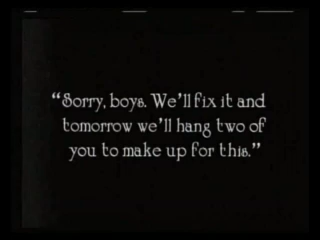 “Sorry, boys. We’ll fix it and
tomorrow we’ll hang two of
you to make up for this.”